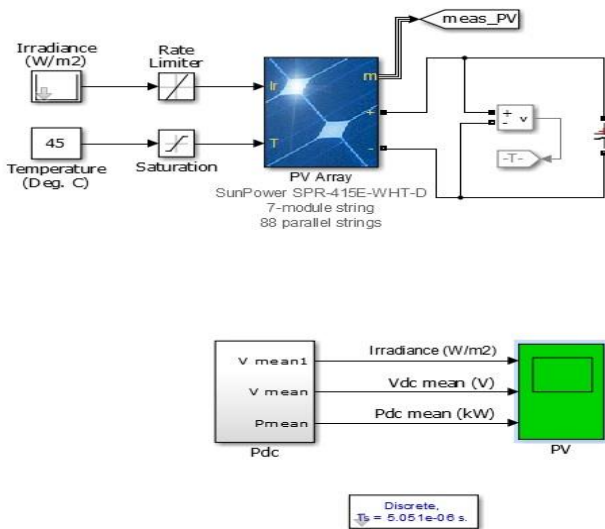 meas_PV
Irradiance
(W/m2)
Rate
Limiter
Ir
m
+
+
v
-
45
T
-
-T-
Temperature
(Deg. C)
Saturation
PV Array
SunPower SPR-415E-WHT-D
7-module string
88 parallel strings
V mean1
Irradiance (W/m2)
V mean
Vdc mean (V)
Pmean
Pdc mean (kW)
Pdc
PV
Discrete,
Ts = 5.051e-06 s.